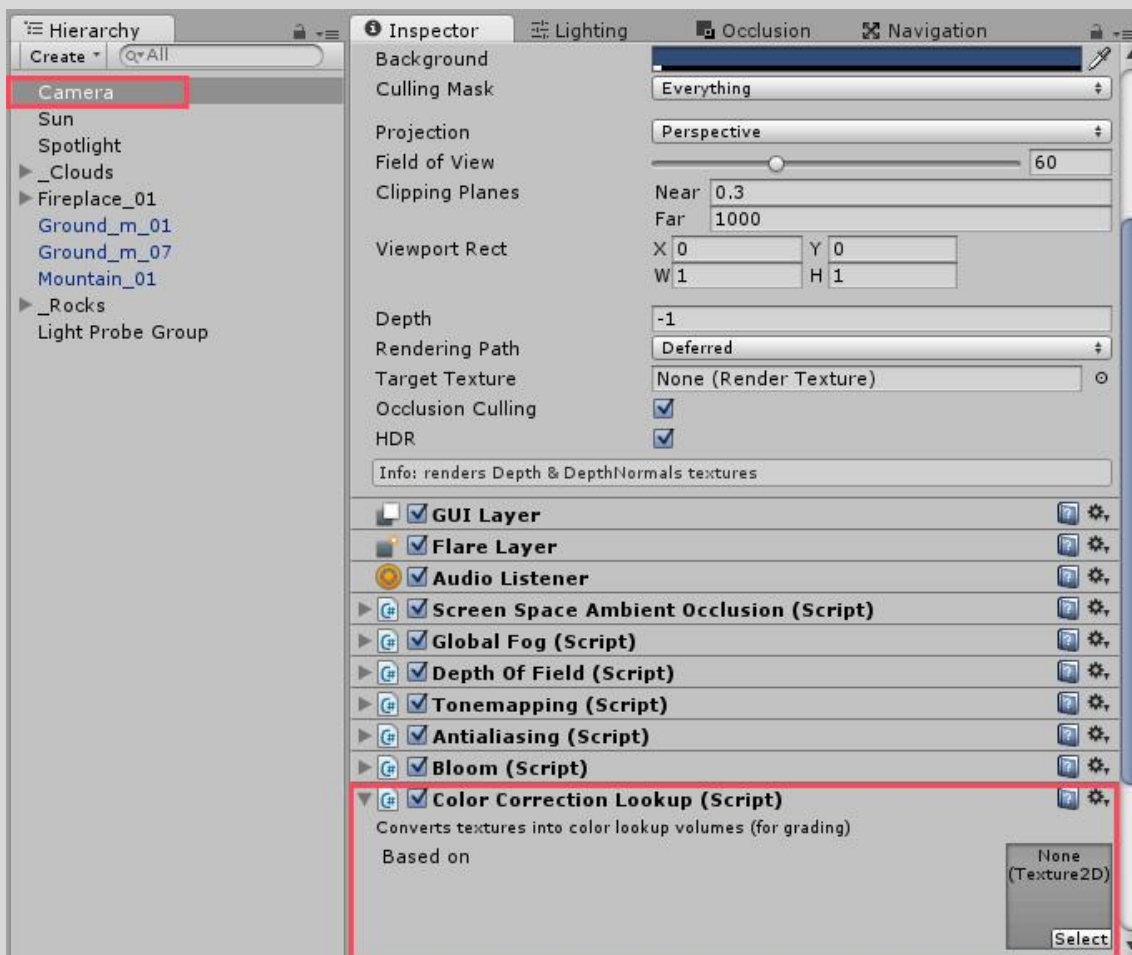 Hierarchy
Create All
Camera
Sun
Spotlight
_Clouds
Fireplace_01
Ground_m_01
Ground_m_07
Mountain_01
_Rocks
Light Probe Group
Inspector Lighting Occlusion Navigation
Background
Culling Mask Everything
Projection Perspective
Field of View 60
Clipping Planes Near 0.3
Far 1000
Viewport Rect X 0 Y 0
W 1 H 1
Depth -1
Rendering Path Deferred
Target Texture None (Render Texture)
Occlusion Culling
HDR
Info: renders Depth & DepthNormals textures
GUI Layer
Flare Layer
Audio Listener
Screen Space Ambient Occlusion (Script)
Global Fog (Script)
Depth Of Field (Script)
Tonemapping (Script)
Antialiasing (Script)
Bloom (Script)
Color Correction Lookup (Script)
Converts textures into color lookup volumes (for grading)
Based on
None
(Texture2D)
Select